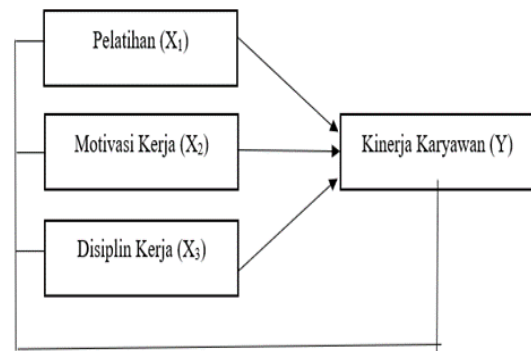 Pelatihan (X₁)
Motivasi Kerja (X₂)
Kinerja Karyawan (Y)
Disiplin Kerja (X₃)